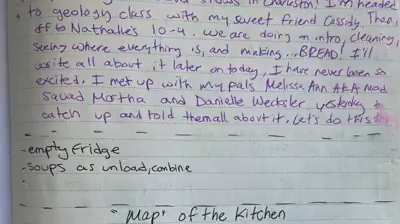 shows in Charleston! I'm headed
to geology class with my sweet friend Cassidy. Then,
off to Nathalie's 10-4. We are doing an intro, cleaning,
seeing where everything is, and making... BREAD! I'll
write all about it later on today, I have never been so
excited. I met up with my pals Melissa Ann AKA Mod
Squad Martha and Danielle Wecksler yesterday to
catch up and told them all about it. Let's do this
-empty fridge
-soups as unload, combine
-
"Map" of the Kitchen